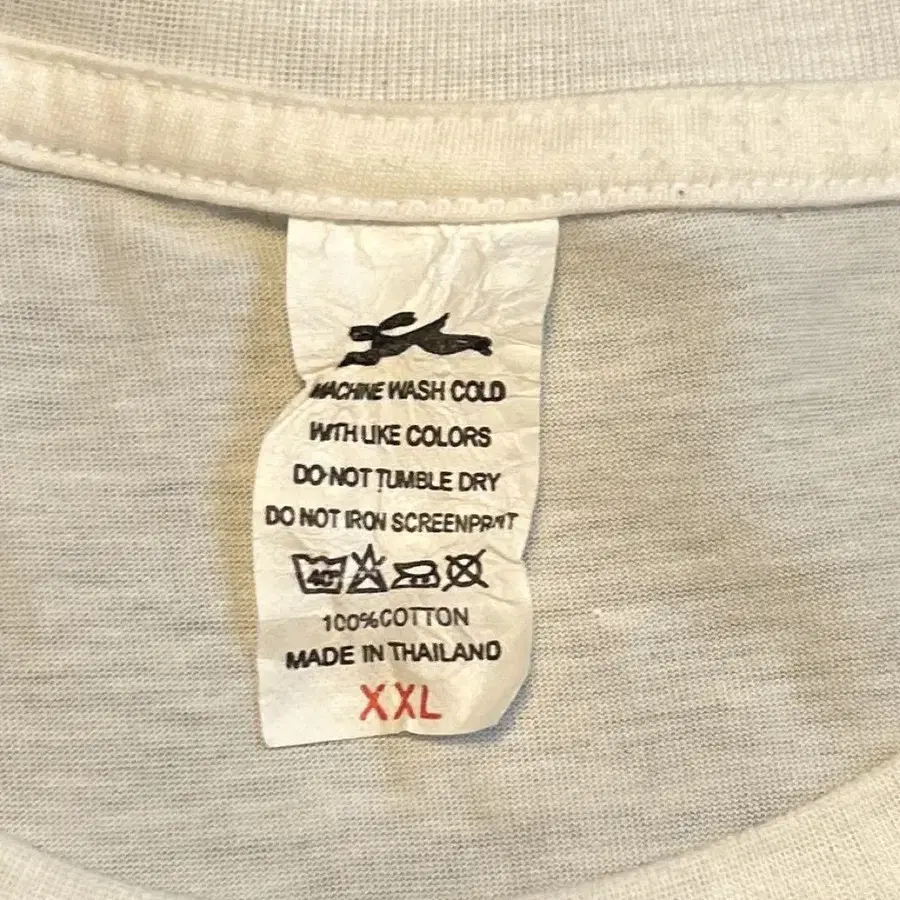 MACHINE WASH COLD
WITH LIKE COLORS
DO NOT TUMBLE DRY
DO NOT IRON SCREENPRINT
40°
100%COTTON
MADE IN THAILAND
XXL